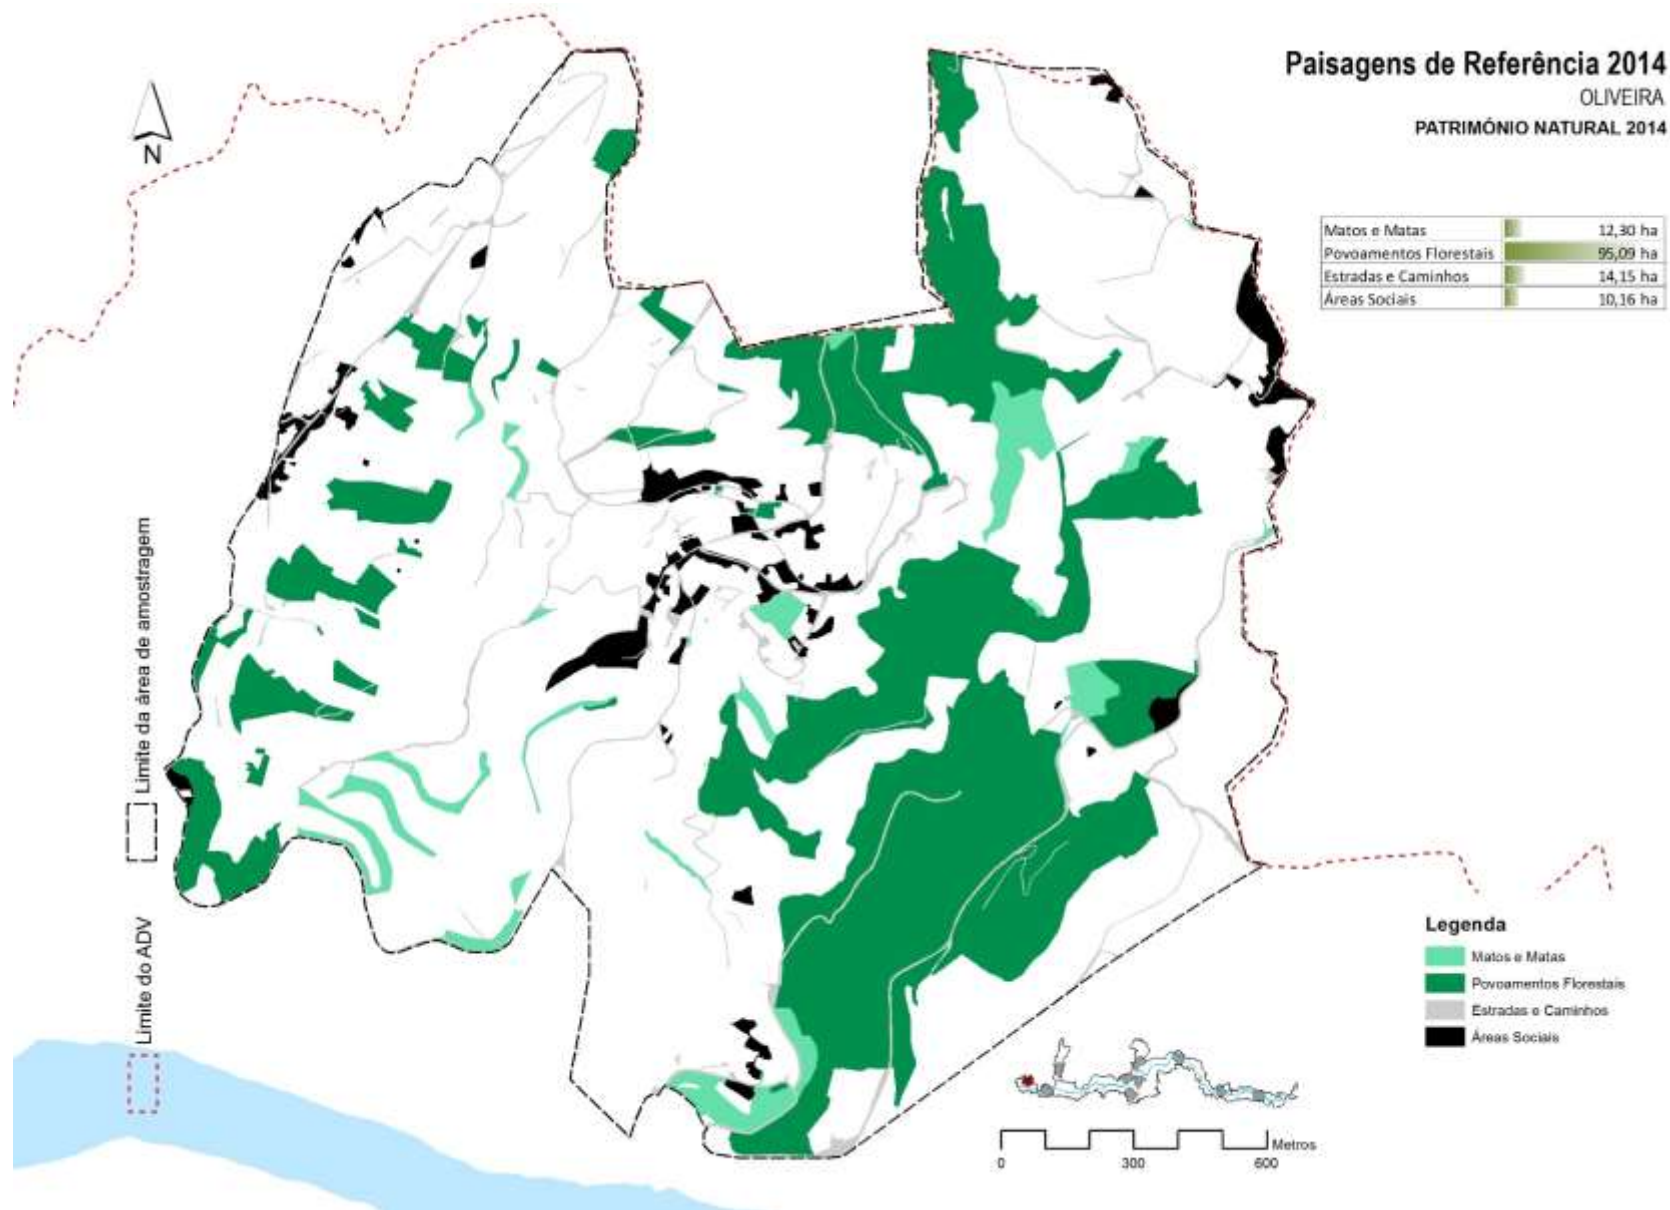 Paisagens de Referência 2014
OLIVEIRA
PATRIMÓNIO NATURAL 2014
N
Matos e Matas 12,30 ha
Povoamentos Florestais 95,09 ha
Estradas e Caminhos 14,15 ha
Áreas Sociais 10,16 ha
Limite da área de amostragem
Limite do ADV
Legenda
Matos e Matas
Povoamentos Florestais
Estradas e Caminhos
Áreas Sociais
Metros
0 300 600